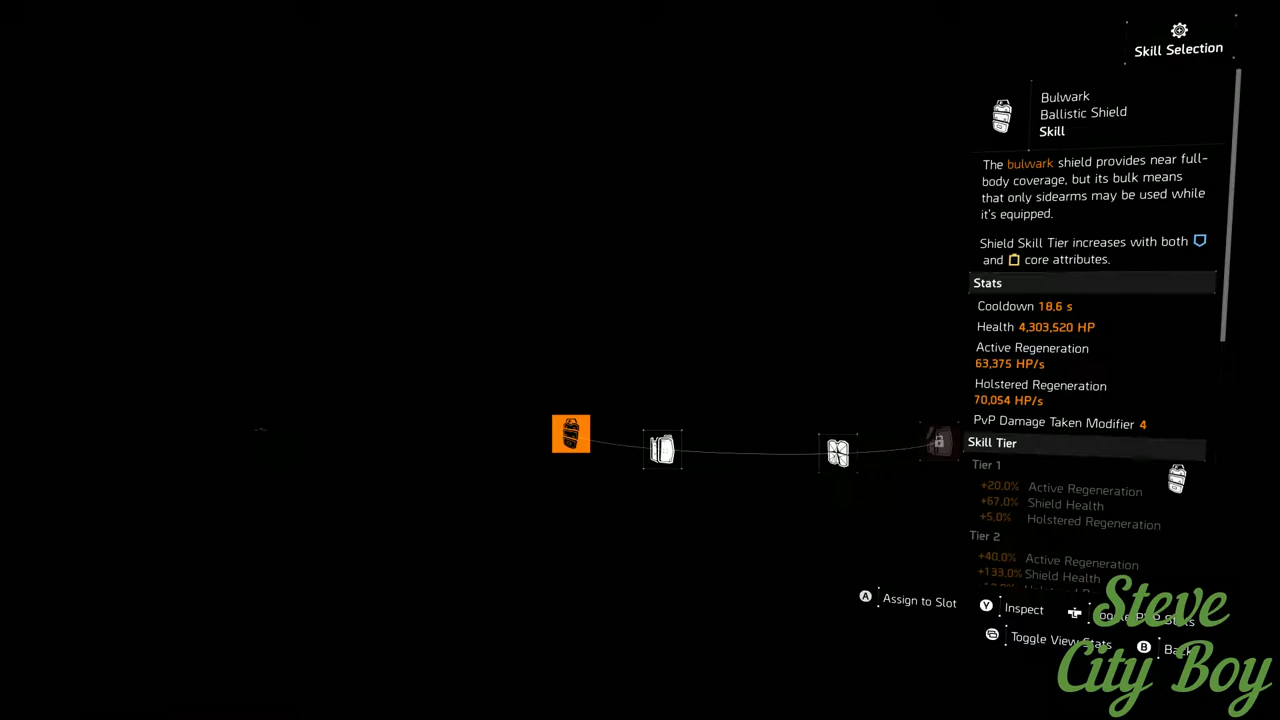 Skill Selection
Bulwark
Ballistic Shield
Skill
The bulwark shield provides near full-
body coverage, but its bulk means
that only sidearms may be used while
it's equipped.
Shield Skill Tier increases with both
and core attributes.
Stats
Cooldown 18.6 s
Health 4,303,520 HP
Active Regeneration
63,375 HP/s
Holstered Regeneration
70,054 HP/s
PvP Damage Taken Modifier 4
Skill Tier
Tier 1
+20.0% Active Regeneration
+67.0% Shield Health
+5.0% Holstered Regeneration
Tier 2
+40.0% Active Regeneration
+133.0% Shield Health
A Assign to Slot
Y Inspect
Toggle View Stats
B Back
Steve
City Boy